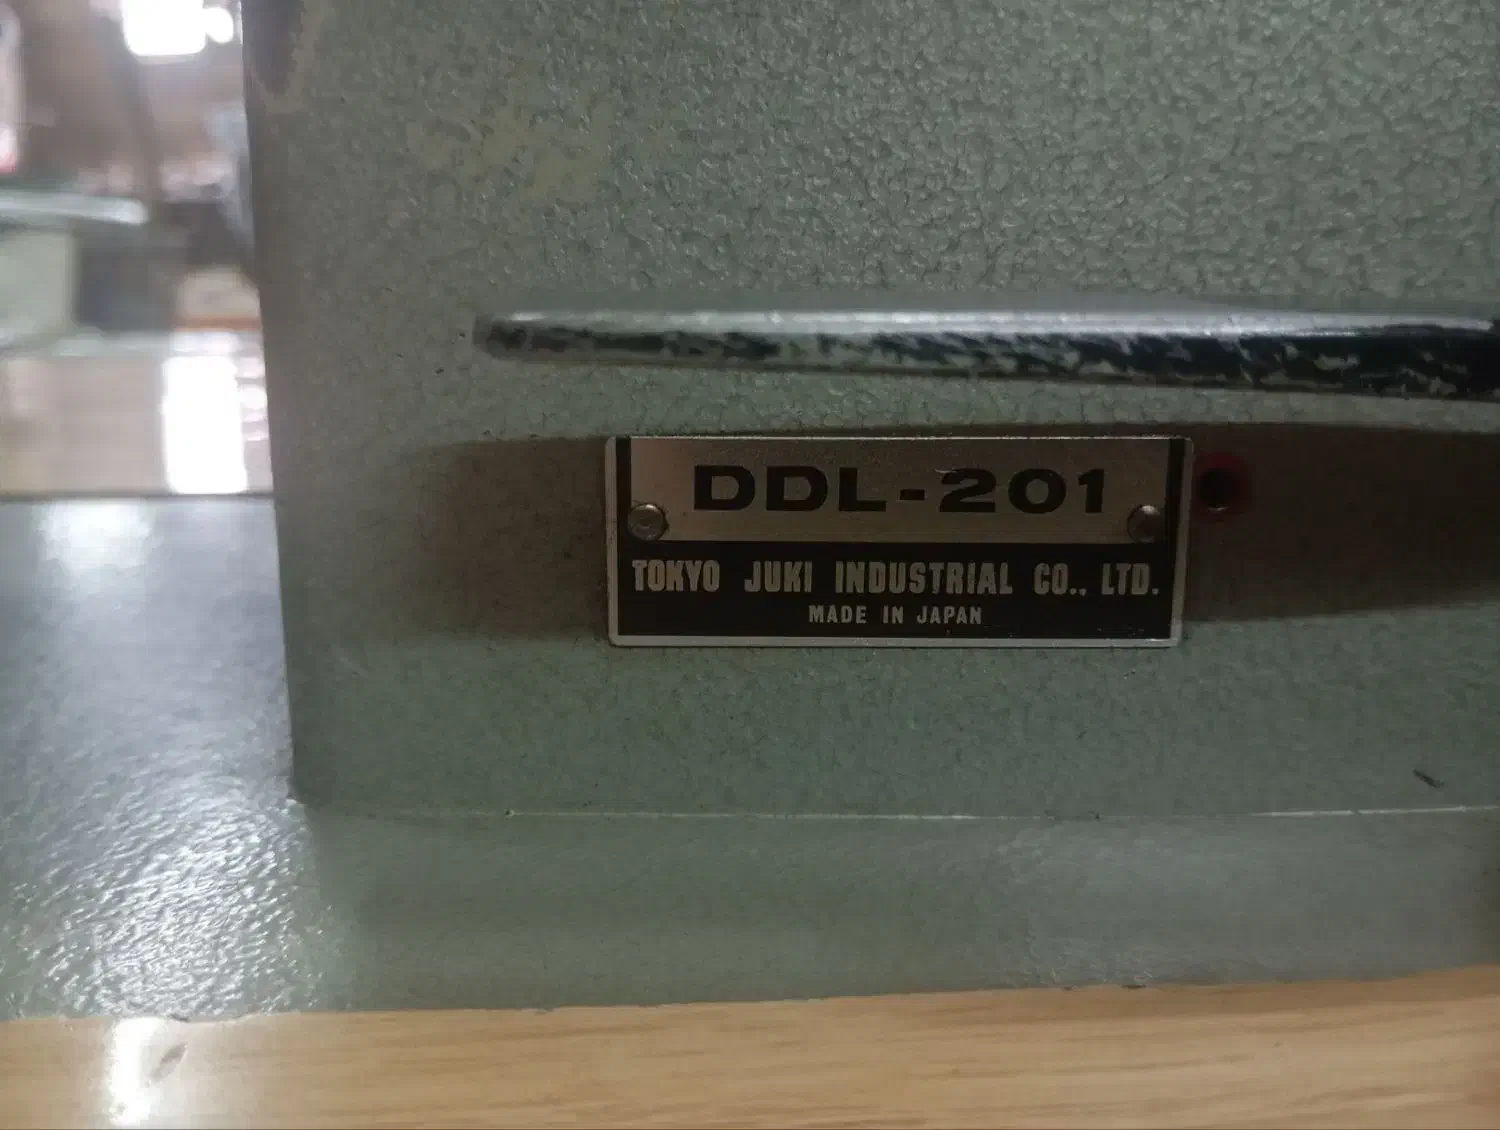 DDL-201
TOKYO JUKI INDUSTRIAL CO., LTD.
MADE IN JAPAN